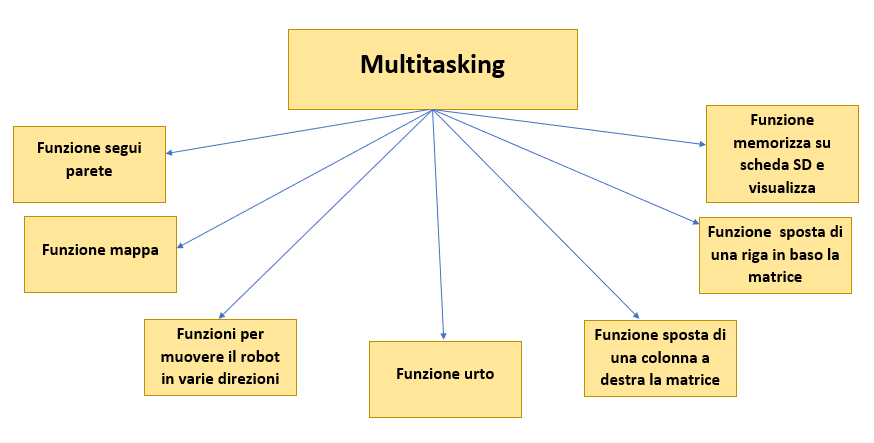 Multitasking
Funzione segui
parete
Funzione mappa
Funzioni per
muovere il robot
in varie direzioni
Funzione urto
Funzione sposta di
una colonna a
destra la matrice
Funzione sposta di
una riga in baso la
matrice
Funzione
memorizza su
scheda SD e
visualizza